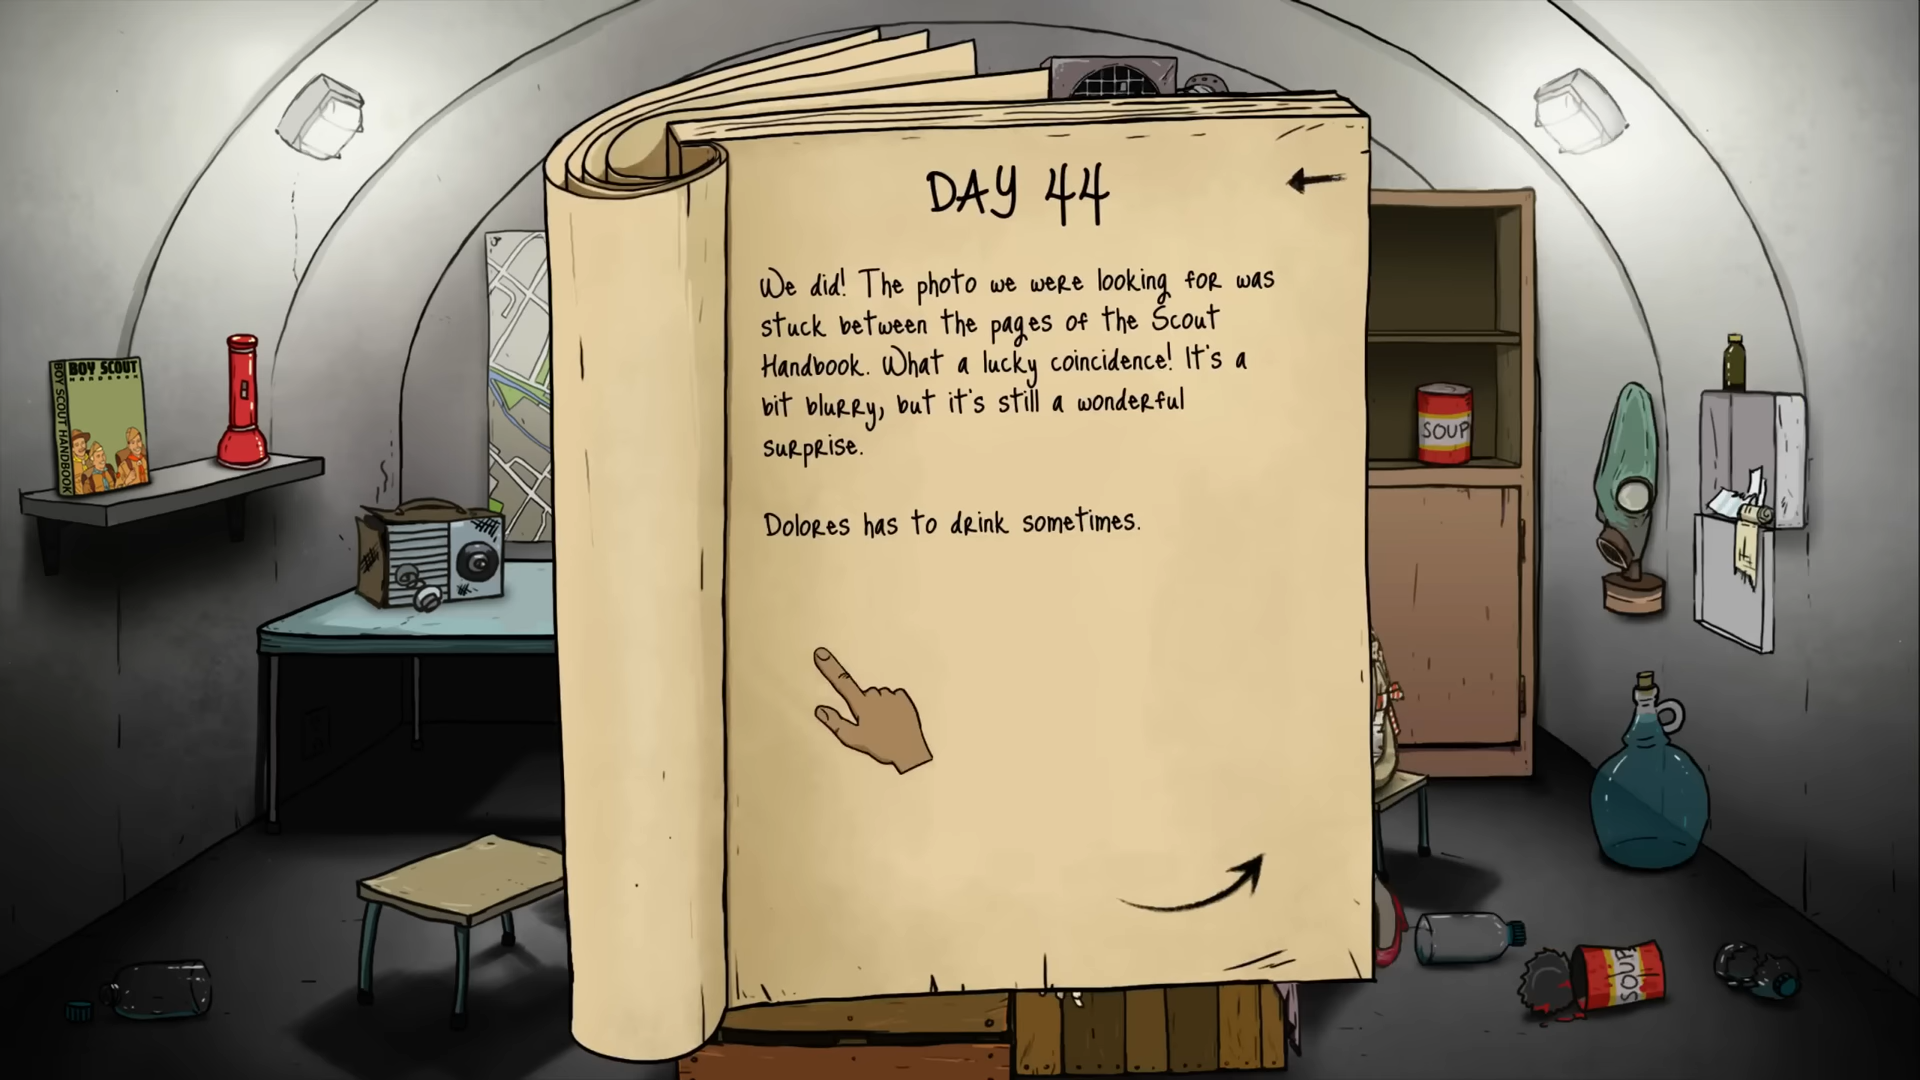 DAY 44
We did! The photo we were looking for was
stuck between the pages of the Scout
Handbook. What a lucky coincidence! It's a
bit blurry, but it's still a wonderful
surprise.
Dolores has to drink sometimes.
BOY SCOUT
HANDBOOK
BOY SCOUT HANDBOOK
SOUP
SOUP